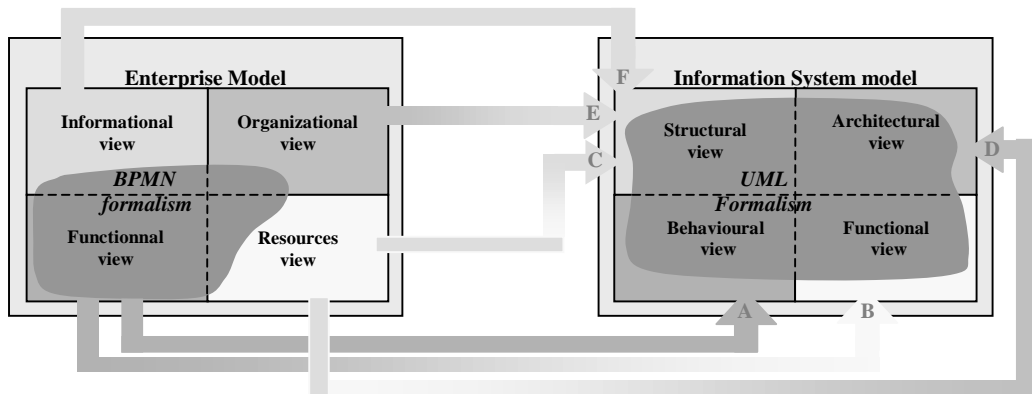 Enterprise Model
Informational
view
Organizational
view
BPMN
formalism
Functionnal
view
Resources
view
Information System model
Structural
view
Architectural
view
UML
Formalism
Behavioural
view
Functional
view
F
E
C
D
A
B